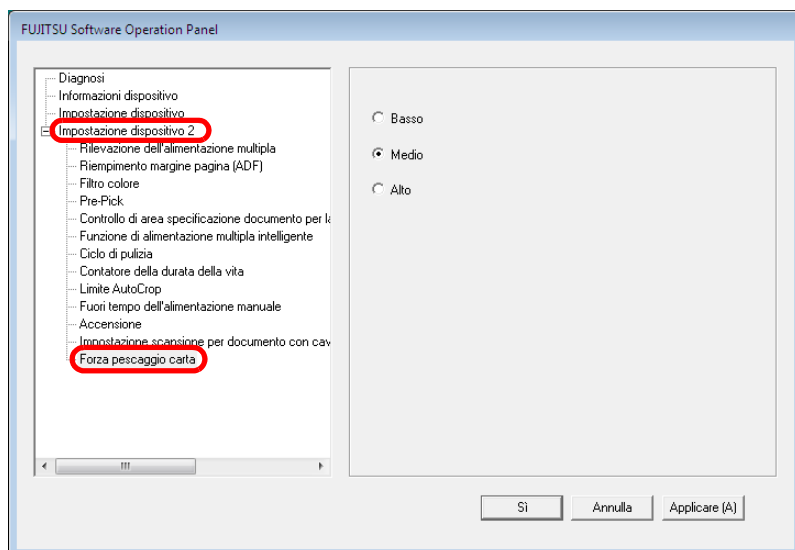 FUJITSU Software Operation Panel
Diagnosi
Informazioni dispositivo
Impostazione dispositivo
Impostazione dispositivo 2
Rilevazione dell'alimentazione multipla
Riempimento margine pagina (ADF)
Filtro colore
Pre-Pick
Controllo di area specificazione documento per la
Funzione di alimentazione multipla intelligente
Ciclo di pulizia
Contatore della durata della vita
Limite AutoCrop
Fuori tempo dell'alimentazione manuale
Accensione
Impostazione scansione per documento con cav
Forza pescaggio carta
Basso
Medio
Alto
Sì Annulla Applicare (A)